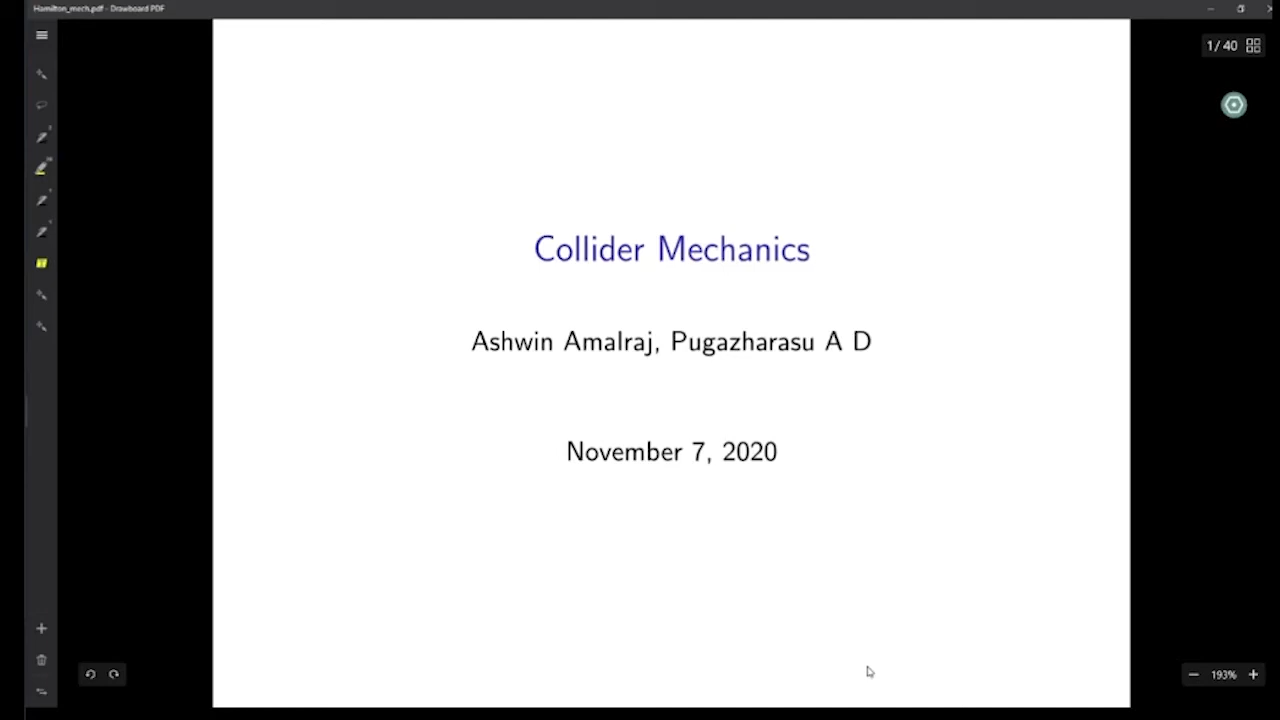 Hamilton_mech.pdf - Drawboard PDF
1 / 40
Collider Mechanics
Ashwin Amalraj, Pugazharasu A D
November 7, 2020
193%